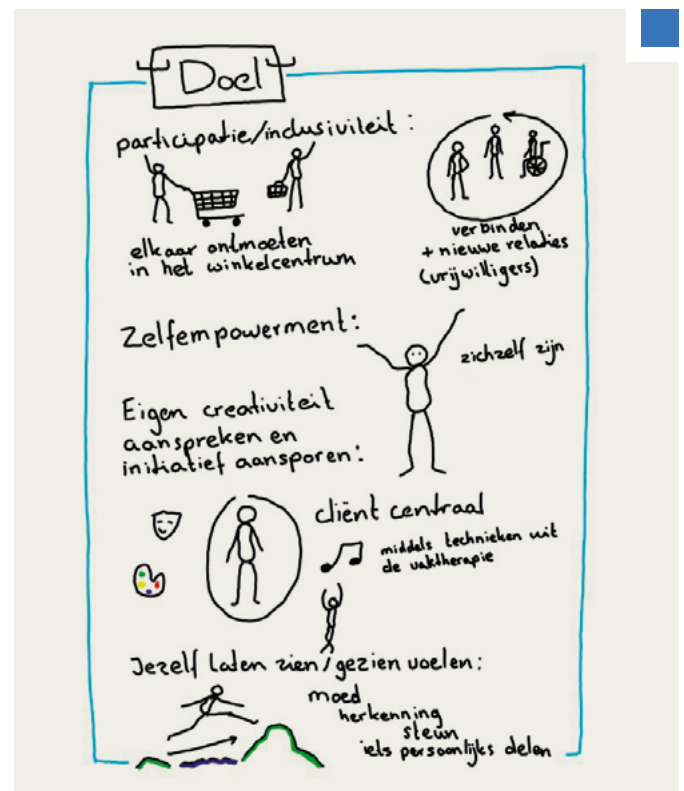 Doel
participatie/inclusiviteit:
elkaar ontmoeten
in het winkelcentrum
verbinden
+ nieuwe relaties
(vrijwilligers)
Zelfempowerment:
zichzelf zijn
Eigen creativiteit
aanspreken en
initiatief aansporen:
cliënt centraal
middels technieken uit
de vaktherapie
Jezelf laten zien/gezien voelen:
moed
herkenning
steun
iets persoonlijks delen